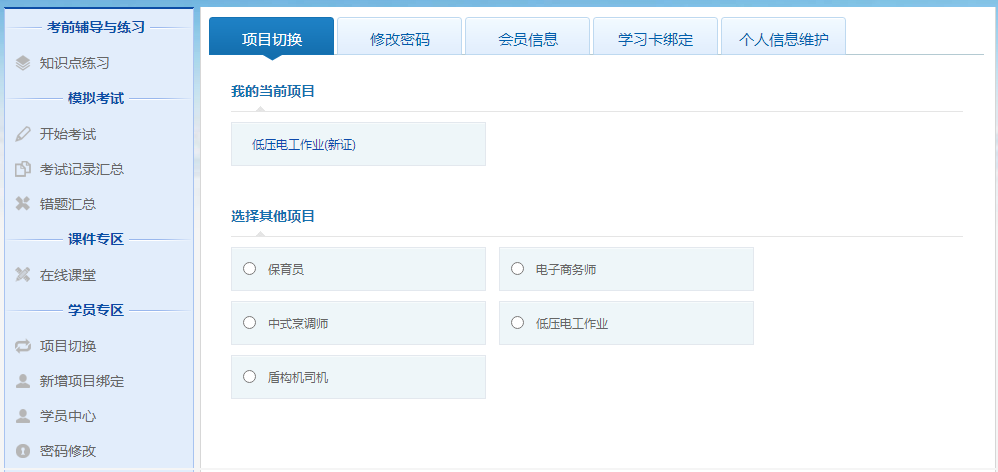 考前辅导与练习
知识点练习
模拟考试
开始考试
考试记录汇总
错题汇总
课件专区
在线课堂
学员专区
项目切换
新增项目绑定
学员中心
密码修改
项目切换 修改密码 会员信息 学习卡绑定 个人信息维护
我的当前项目
低压电工作业(新证)
选择其他项目
保育员 电子商务师
中式烹调师 低压电工作业
盾构机司机